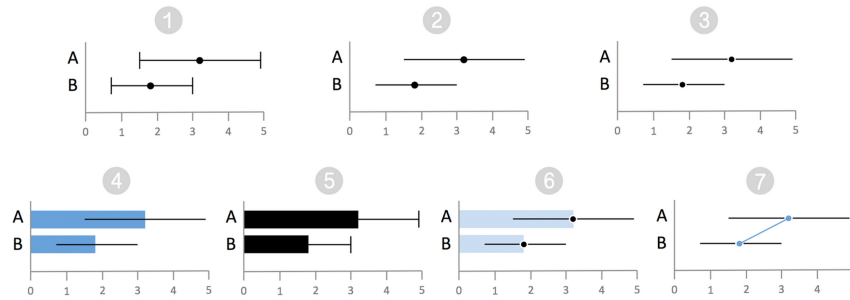 1 2 3
A A A
B B B
0 1 2 3 4 5 0 1 2 3 4 5 0 1 2 3 4 5
4 5 6 7
A A A A
B B B B
0 1 2 3 4 5 0 1 2 3 4 5 0 1 2 3 4 5 0 1 2 3 4 5